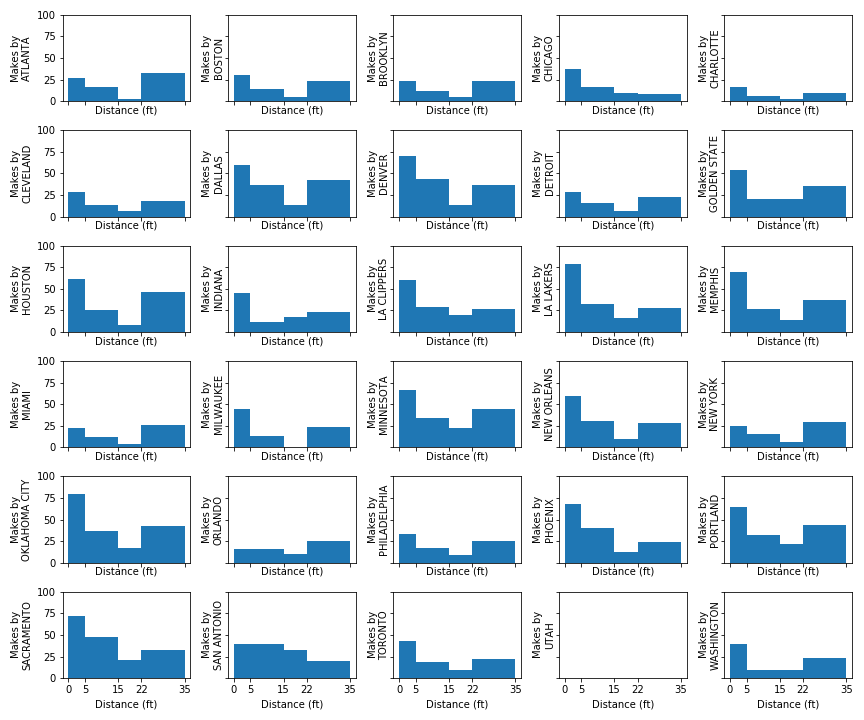 100
75
50
25
0
Makes by
ATLANTA
Distance (ft)
Makes by
BOSTON
Distance (ft)
Makes by
BROOKLYN
Distance (ft)
Makes by
CHICAGO
Distance (ft)
Makes by
CHARLOTTE
Distance (ft)
100
75
50
25
0
Makes by
CLEVELAND
Distance (ft)
Makes by
DALLAS
Distance (ft)
Makes by
DENVER
Distance (ft)
Makes by
DETROIT
Distance (ft)
Makes by
GOLDEN STATE
Distance (ft)
100
75
50
25
0
Makes by
HOUSTON
Distance (ft)
Makes by
INDIANA
Distance (ft)
Makes by
LA CLIPPERS
Distance (ft)
Makes by
LA LAKERS
Distance (ft)
Makes by
MEMPHIS
Distance (ft)
100
75
50
25
0
Makes by
MIAMI
Distance (ft)
Makes by
MILWAUKEE
Distance (ft)
Makes by
MINNESOTA
Distance (ft)
Makes by
NEW ORLEANS
Distance (ft)
Makes by
NEW YORK
Distance (ft)
100
75
50
25
0
Makes by
OKLAHOMA CITY
Distance (ft)
Makes by
ORLANDO
Distance (ft)
Makes by
PHILADELPHIA
Distance (ft)
Makes by
PHOENIX
Distance (ft)
Makes by
PORTLAND
Distance (ft)
100
75
50
25
0
Makes by
SACRAMENTO
0 5 15 22 35
Distance (ft)
Makes by
SAN ANTONIO
0 5 15 22 35
Distance (ft)
Makes by
TORONTO
0 5 15 22 35
Distance (ft)
Makes by
UTAH
0 5 15 22 35
Distance (ft)
Makes by
WASHINGTON
0 5 15 22 35
Distance (ft)